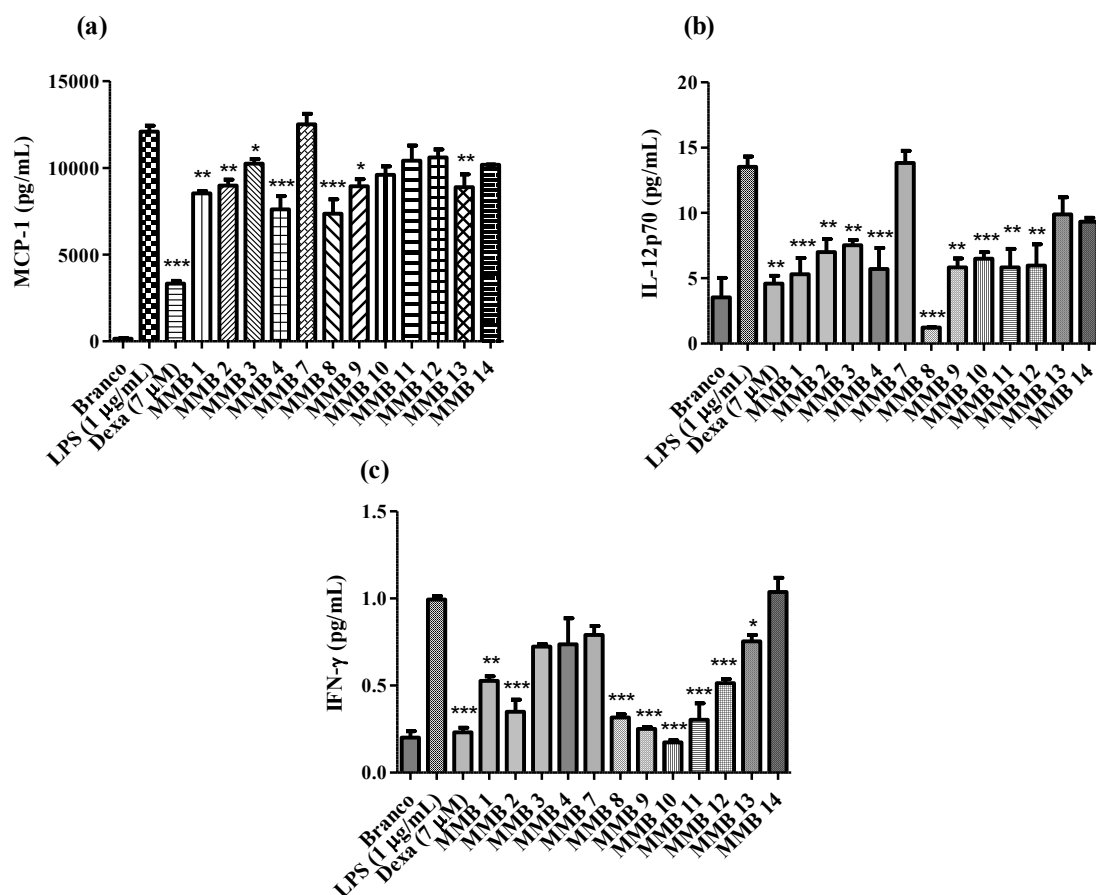 (a)
MCP-1 (pg/mL)
15000
10000
5000
0
***
**
**
*
***
***
*
**
Branco
LPS (1 µg/mL)
Dexa (7 µM)
MMB 1
MMB 2
MMB 3
MMB 4
MMB 7
MMB 8
MMB 9
MMB 10
MMB 11
MMB 12
MMB 13
MMB 14
(b)
IL-12p70 (pg/mL)
20
15
10
5
0
**
***
**
**
***
***
**
***
**
**
Branco
LPS (1 µg/mL)
Dexa (7 µM)
MMB 1
MMB 2
MMB 3
MMB 4
MMB 7
MMB 8
MMB 9
MMB 10
MMB 11
MMB 12
MMB 13
MMB 14
(c)
IFN-γ (pg/mL)
1.5
1.0
0.5
0.0
***
**
***
***
***
***
***
***
*
Branco
LPS (1 µg/mL)
Dexa (7 µM)
MMB 1
MMB 2
MMB 3
MMB 4
MMB 7
MMB 8
MMB 9
MMB 10
MMB 11
MMB 12
MMB 13
MMB 14